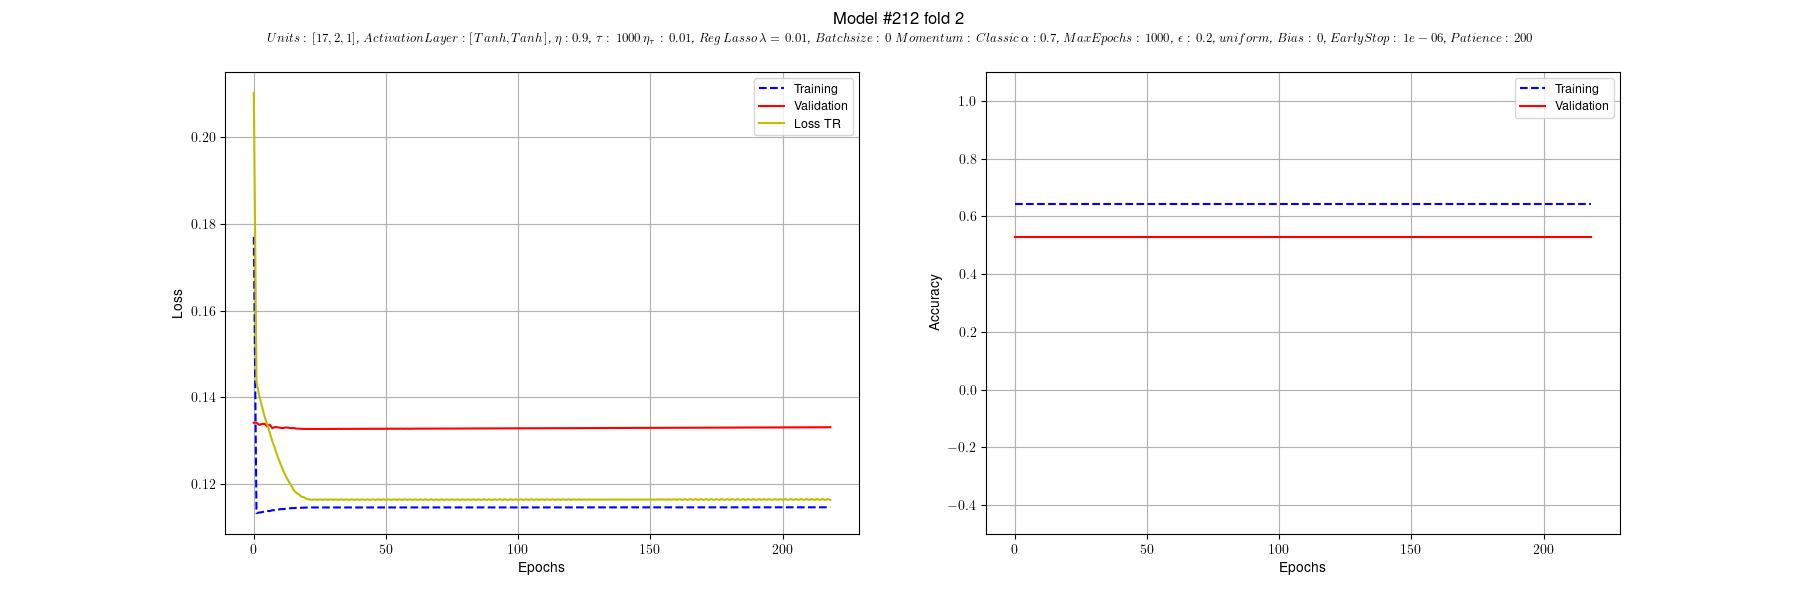 Model #212 fold 2
Units : [17, 2, 1], ActivationLayer : [Tanh, Tanh], η : 0.9, τ : 1000 η_τ : 0.01, Reg Lasso λ = 0.01, Batchsize : 0 Momentum : Classic α : 0.7, MaxEpochs : 1000, ϵ : 0.2, uniform, Bias : 0, EarlyStop : 1e − 06, Patience : 200
Training
Validation
Loss TR
0.20
0.18
0.16
0.14
0.12
Loss
0 50 100 150 200
Epochs
Training
Validation
1.0
0.8
0.6
0.4
0.2
0.0
−0.2
−0.4
Accuracy
0 50 100 150 200
Epochs